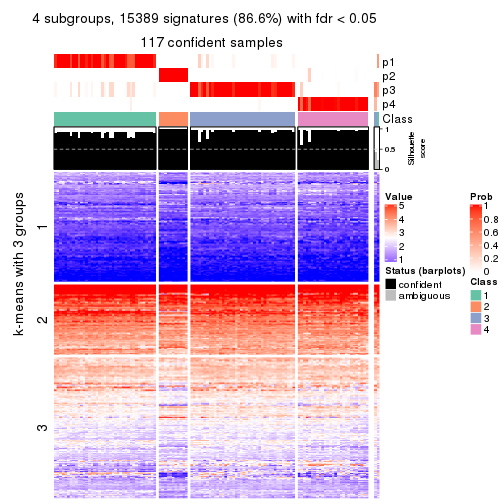 4 subgroups, 15389 signatures (86.6%) with fdr < 0.05
117 confident samples
p1
p2
p3
p4
Class
1
0.5
0
Silhouette
score
k-means with 3 groups
1
2
3
Value
5
4
3
2
1
Status (barplots)
confident
ambiguous
Prob
1
0.8
0.6
0.4
0.2
0
Class
1
2
3
4